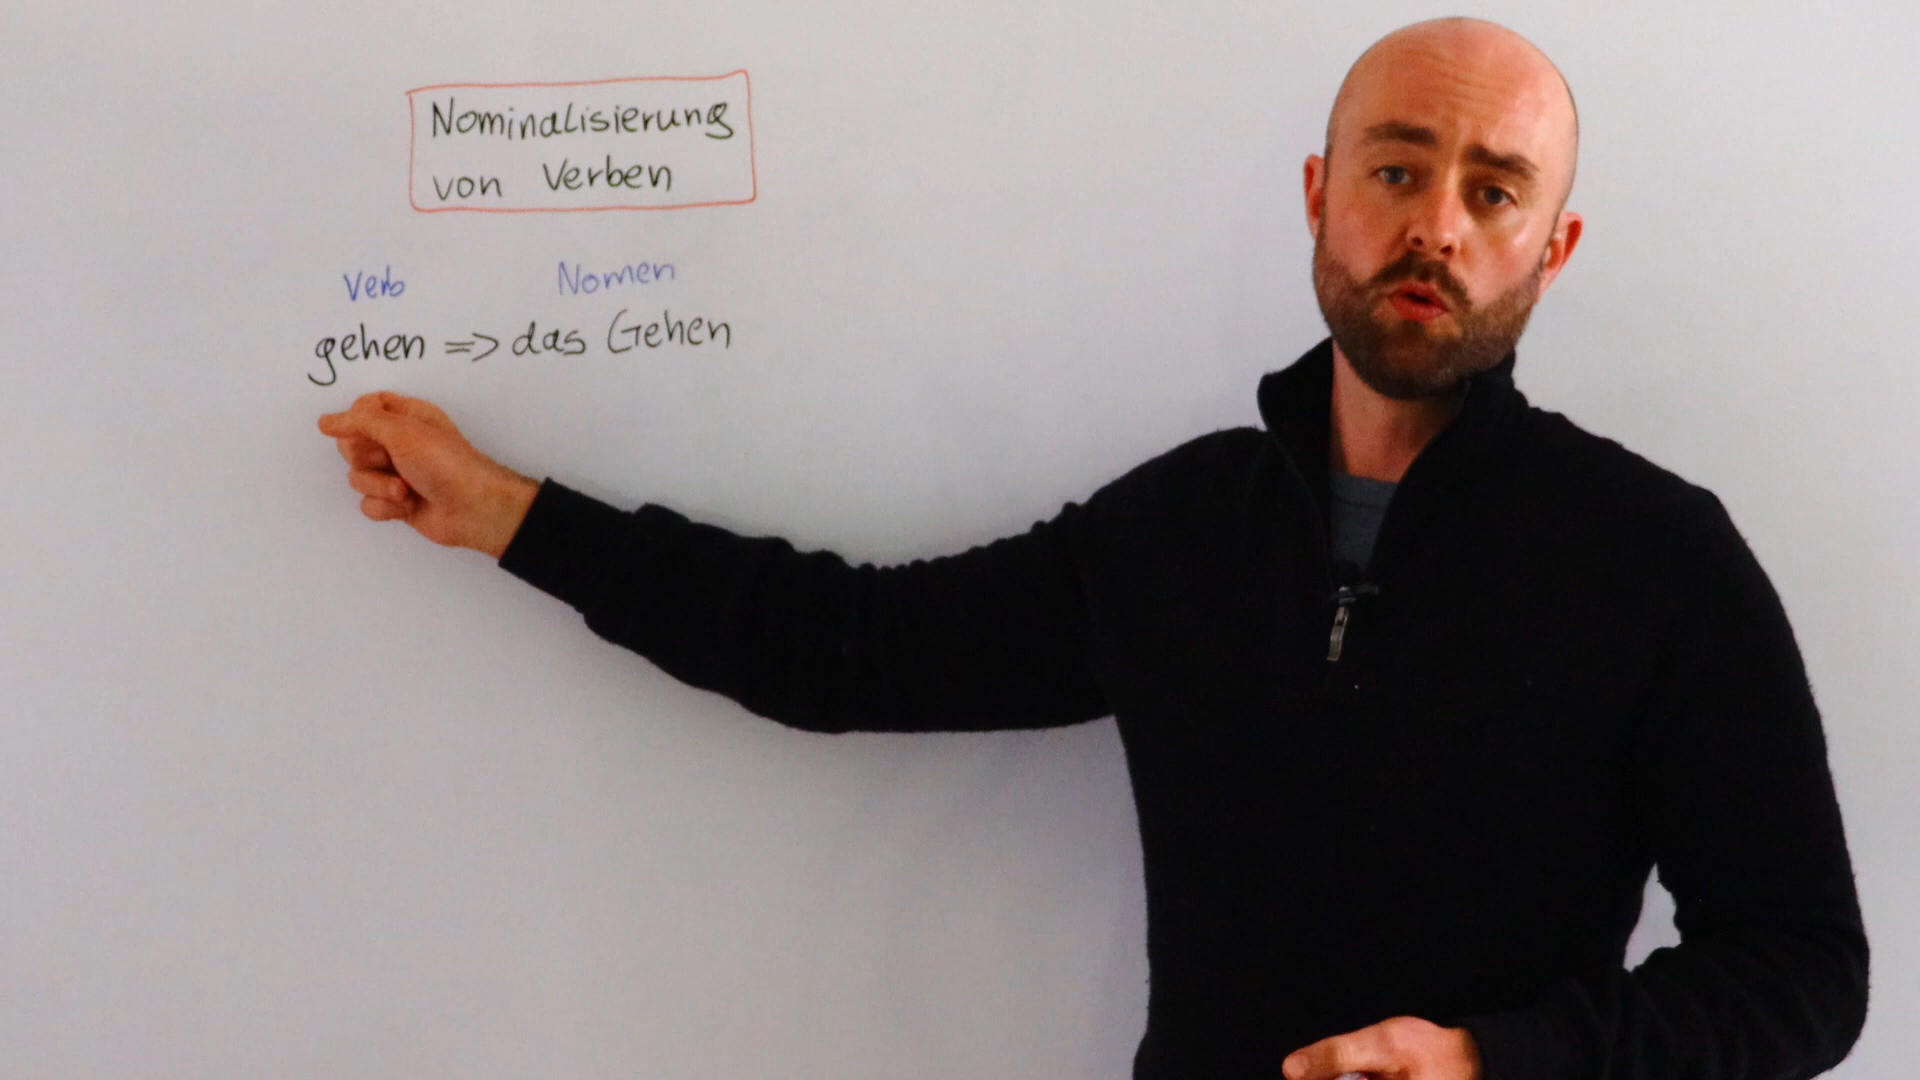 Nominalisierung
von Verben
Verb Nomen
gehen => das Gehen